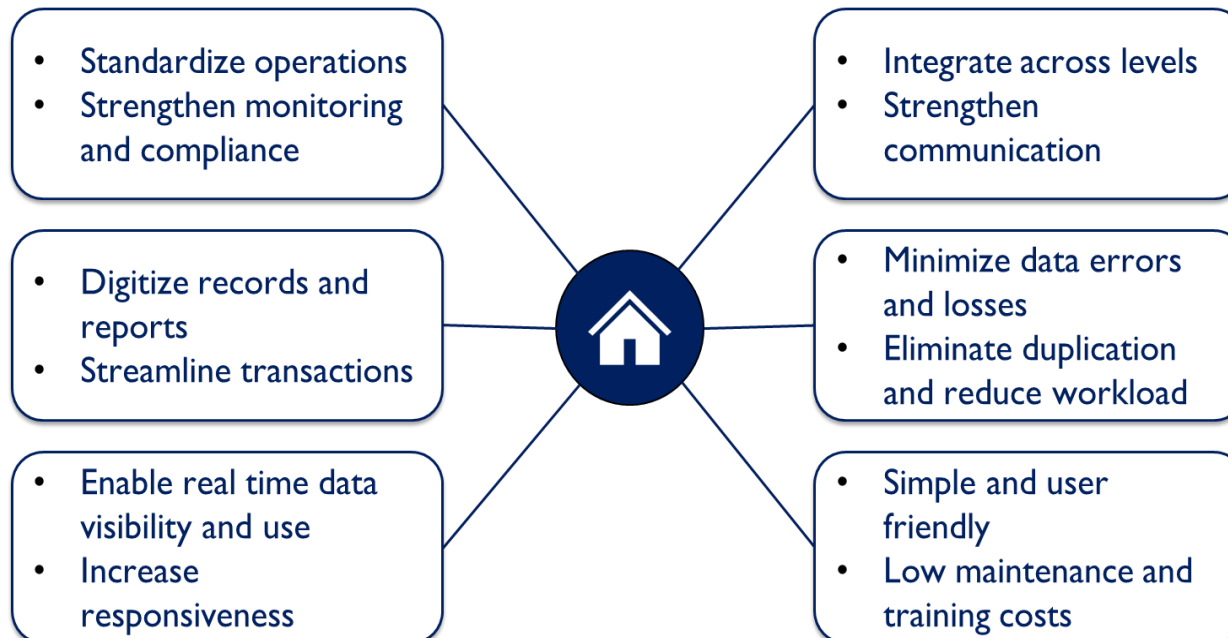 • Standardize operations
• Strengthen monitoring
and compliance
• Digitize records and
reports
• Streamline transactions
• Enable real time data
visibility and use
• Increase
responsiveness
• Integrate across levels
• Strengthen
communication
• Minimize data errors
and losses
• Eliminate duplication
and reduce workload
• Simple and user
friendly
• Low maintenance and
training costs